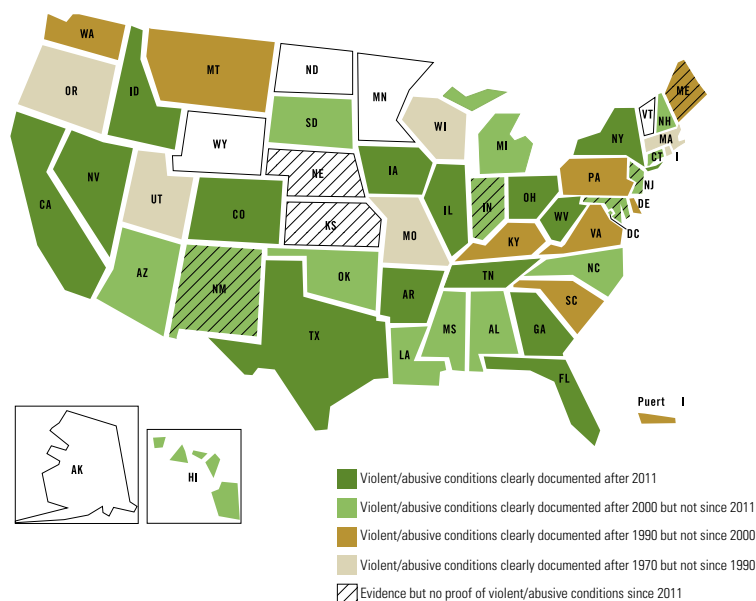 WA
MT
ND
MN
OR
ID
WY
SD
WI
MI
VT
ME
NH
NY
MA
CT I
NV
UT
CO
NE
IA
IL
IN
OH
PA
NJ
DE
DC
CA
KS
MO
KY
WV
VA
AZ
NM
OK
AR
TN
NC
SC
TX
LA
MS
AL
GA
FL
Puert I
AK
HI
Violent/abusive conditions clearly documented after 2011
Violent/abusive conditions clearly documented after 2000 but not since 2011
Violent/abusive conditions clearly documented after 1990 but not since 2000
Violent/abusive conditions clearly documented after 1970 but not since 1990
Evidence but no proof of violent/abusive conditions since 2011